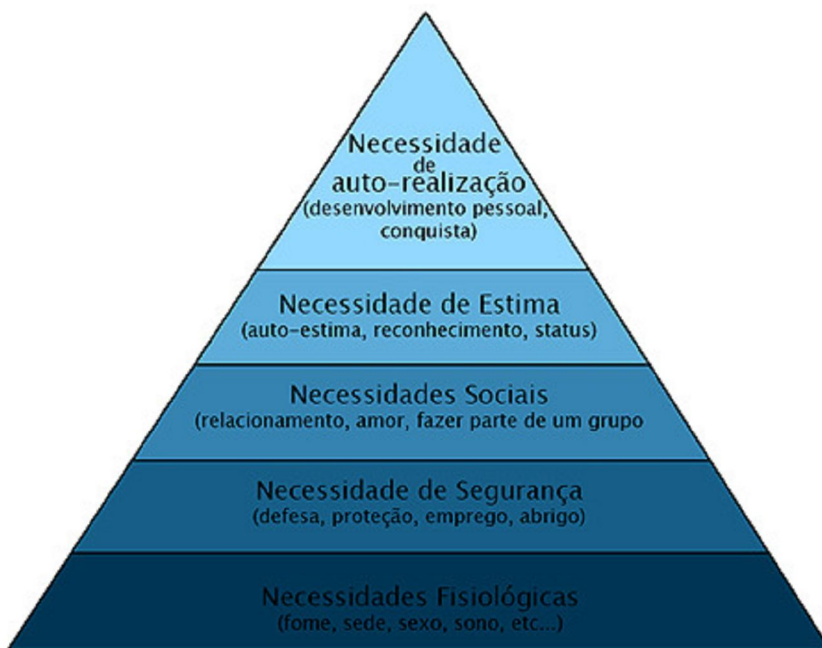 Necessidade
de
auto-realização
(desenvolvimento pessoal,
conquista)
Necessidade de Estima
(auto-estima, reconhecimento, status)
Necessidades Sociais
(relacionamento, amor, fazer parte de um grupo
Necessidade de Segurança
(defesa, proteção, emprego, abrigo)
Necessidades Fisiológicas
(fome, sede, sexo, sono, etc...)